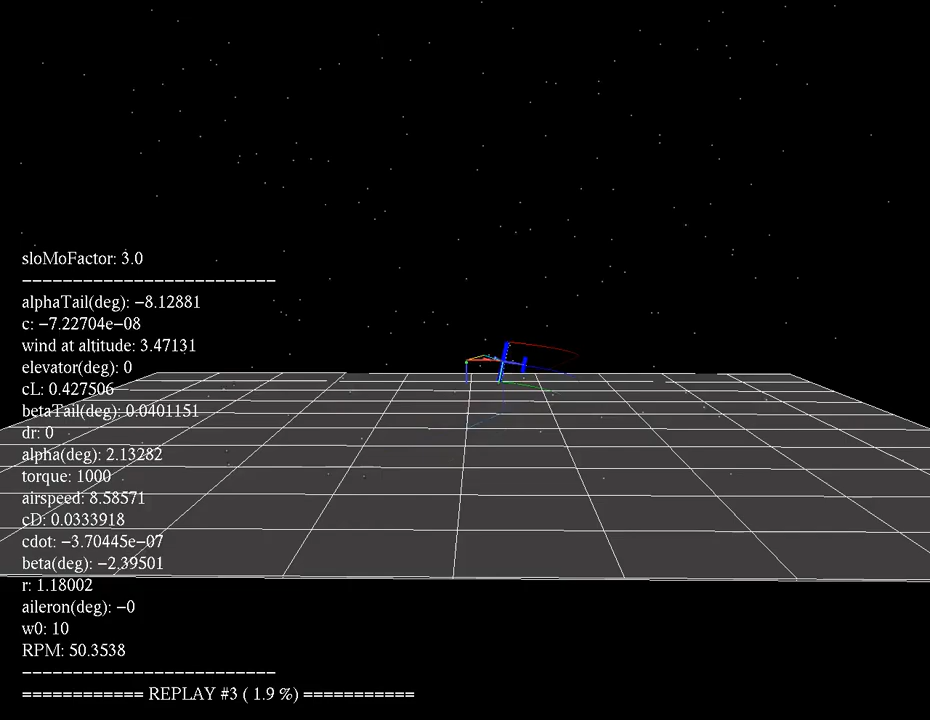 sloMoFactor: 3.0
--------------------------
alphaTail(deg): −8.12881
c: −7.22704e−08
wind at altitude: 3.47131
elevator(deg): 0
cL: 0.427506
betaTail(deg): 0.0401151
dr: 0
alpha(deg): 2.13282
torque: 1000
airspeed: 8.58571
cD: 0.0333918
cdot: −3.70445e−07
beta(deg): −2.39501
r: 1.18002
aileron(deg): −0
w0: 10
RPM: 50.3538
--------------------------
============ REPLAY #3 ( 1.9 %) ===========